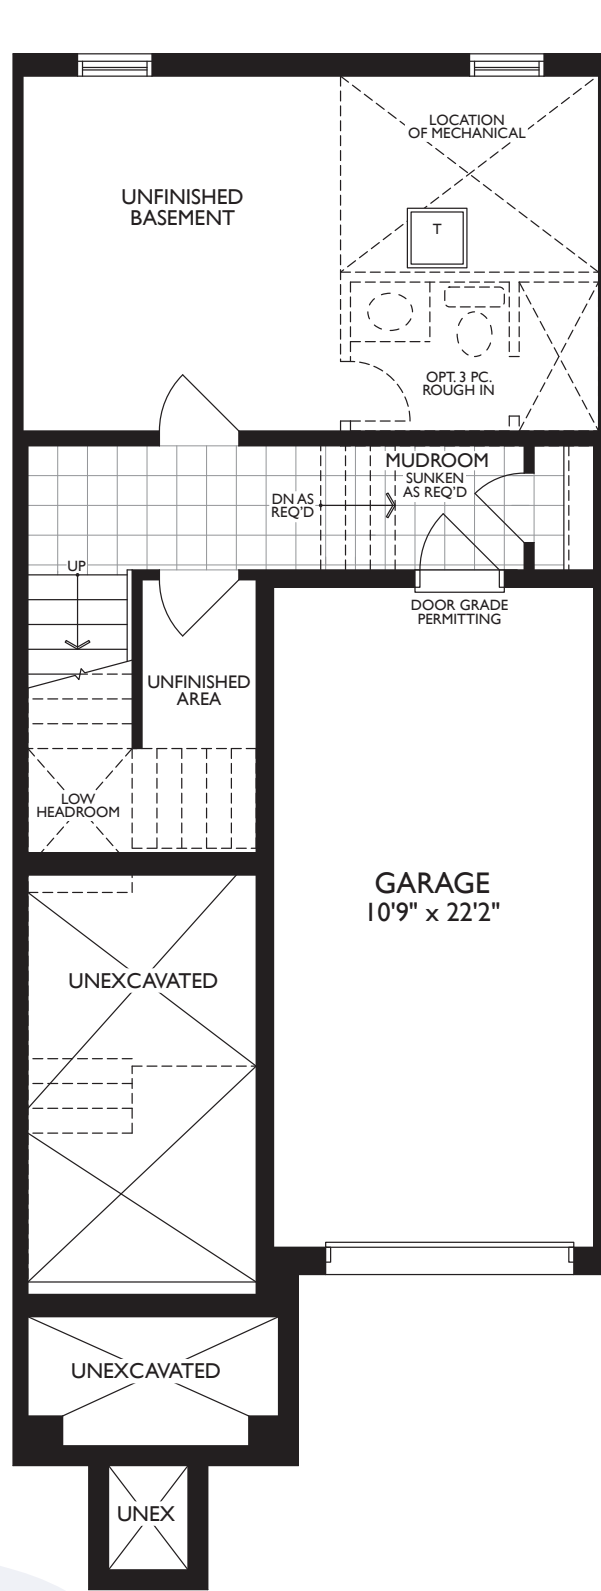 LOCATION
OF MECHANICAL
UNFINISHED
BASEMENT
T
OPT. 3 PC.
ROUGH IN
MUDROOM
SUNKEN
AS REQ'D
DN AS
REQ'D
UP
DOOR GRADE
PERMITTING
UNFINISHED
AREA
LOW
HEADROOM
GARAGE
10'9" x 22'2"
UNEXCAVATED
UNEXCAVATED
UNEX